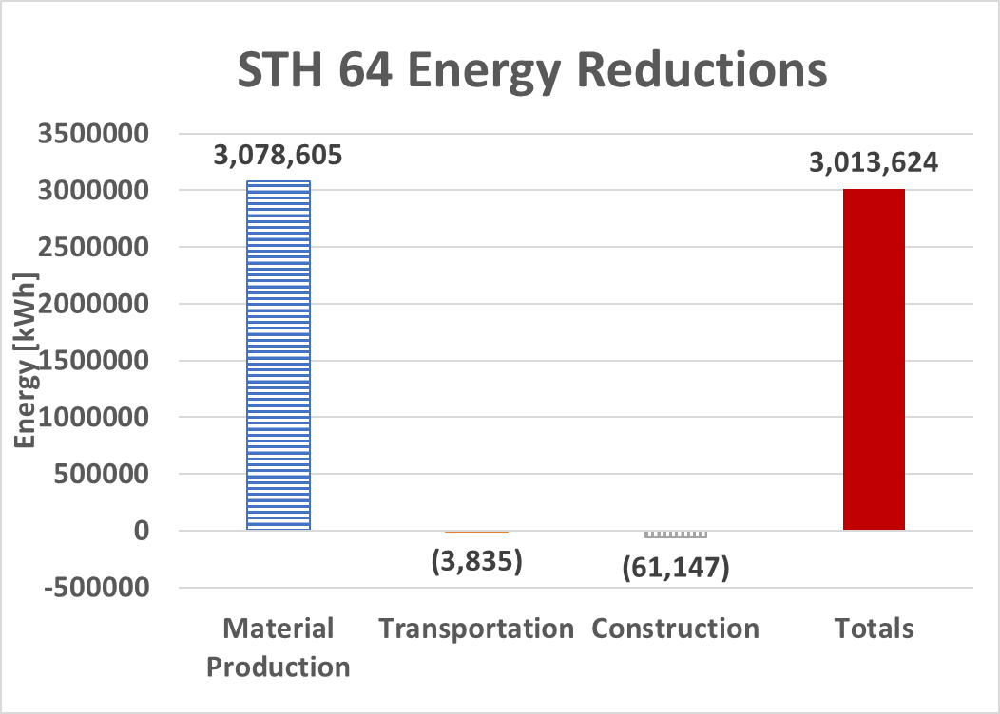 STH 64 Energy Reductions
Energy [kWh]
3500000
3000000
2500000
2000000
1500000
1000000
500000
0
-500000
3,078,605
(3,835)
(61,147)
3,013,624
Material
Production
Transportation
Construction
Totals